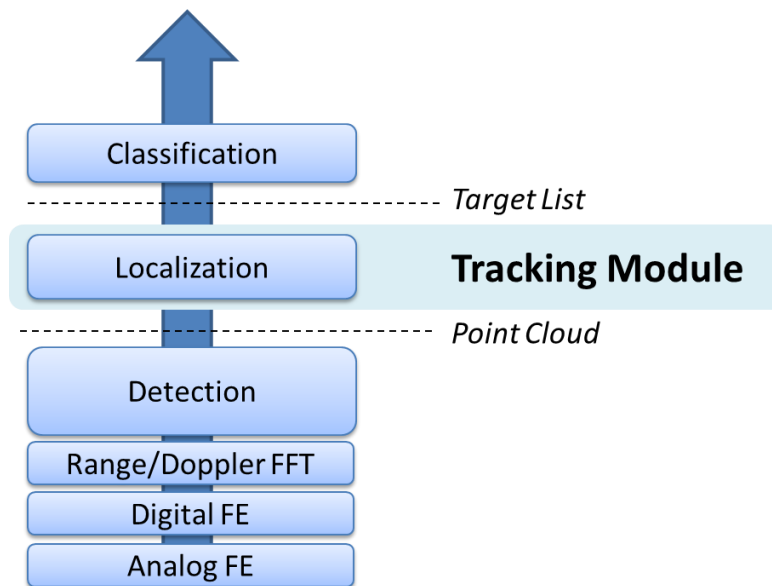 Classification
Target List
Localization
Tracking Module
Point Cloud
Detection
Range/Doppler FFT
Digital FE
Analog FE